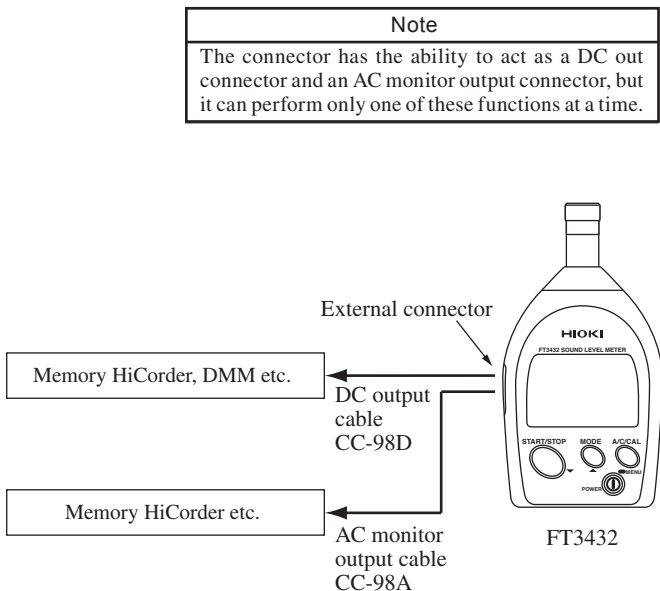 Note
The connector has the ability to act as a DC out
connector and an AC monitor output connector, but
it can perform only one of these functions at a time.
External connector
HIOKI
FT3432 SOUND LEVEL METER
Memory HiCorder, DMM etc.
DC output
cable
CC-98D
START/STOP MODE A/C/CAL
MENU
POWER
Memory HiCorder etc.
AC monitor
output cable
CC-98A
FT3432